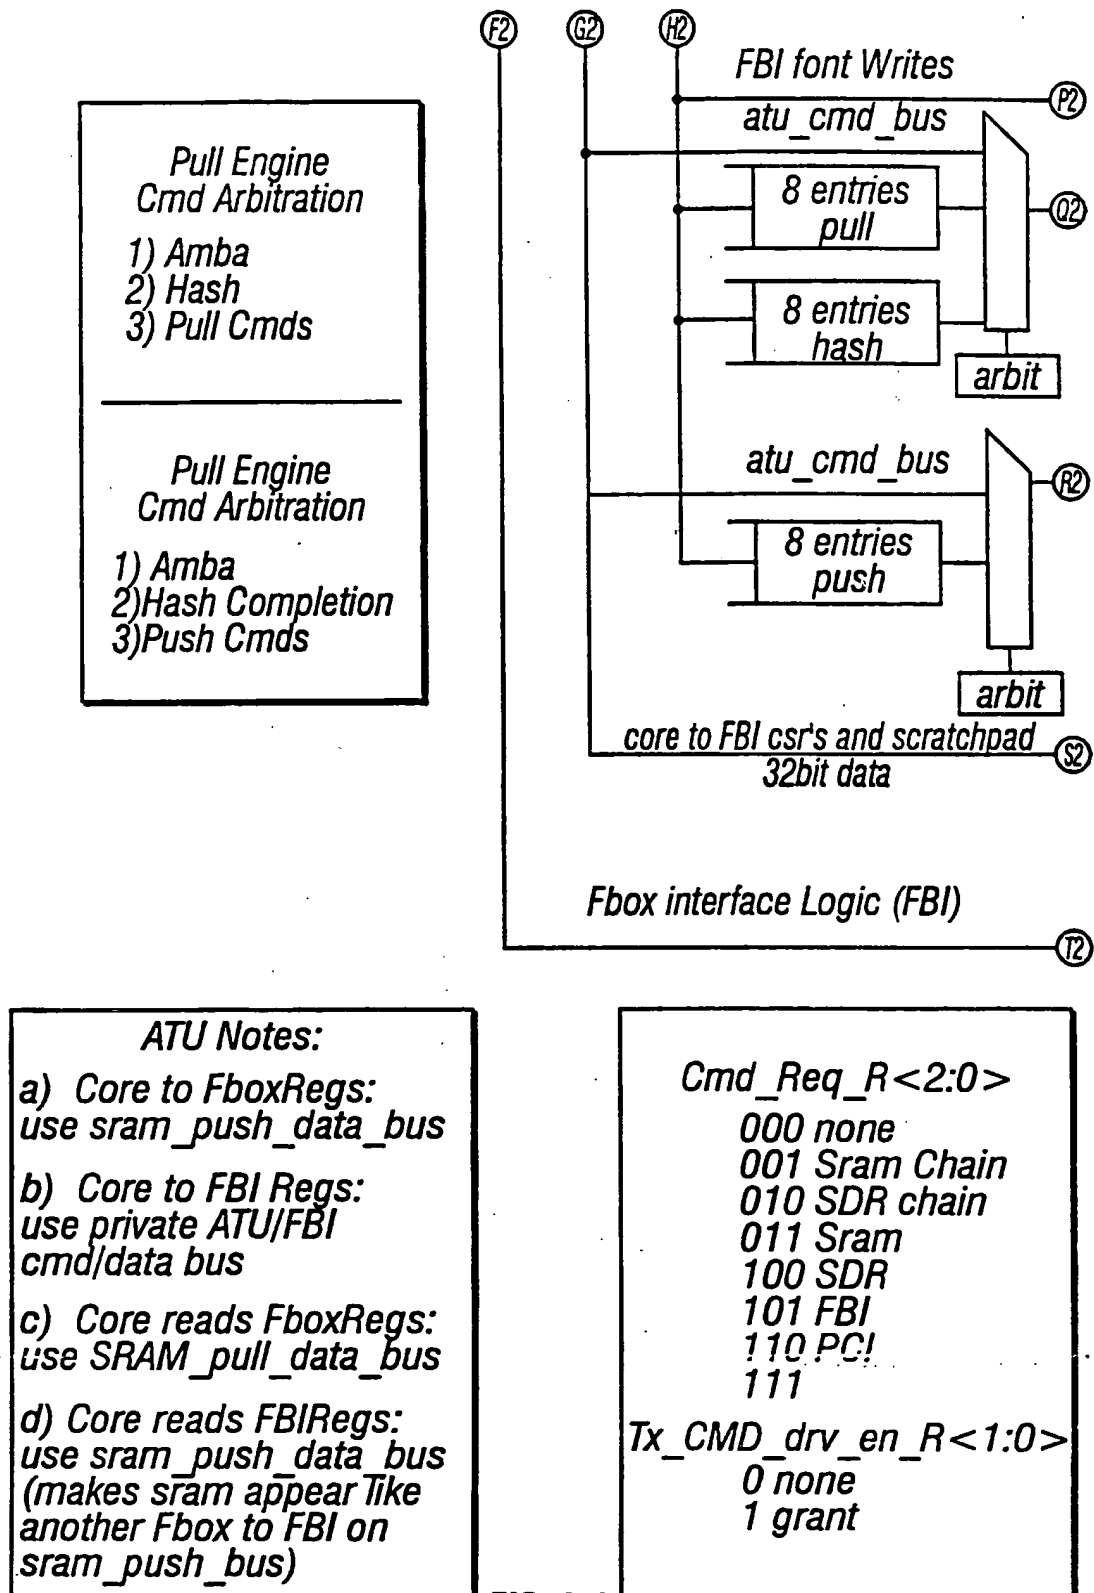 F2 G2 H2
FBI font Writes
P2
atu_cmd_bus
8 entries
pull
Q2
8 entries
hash
arbit
Pull Engine
Cmd Arbitration
1) Amba
2) Hash
3) Pull Cmds
Pull Engine
Cmd Arbitration
1) Amba
2)Hash Completion
3)Push Cmds
atu_cmd_bus
R2
8 entries
push
arbit
core to FBI csr's and scratchpad
32bit data
S2
Fbox interface Logic (FBI)
T2
ATU Notes:
a) Core to FboxRegs:
use sram_push_data_bus
b) Core to FBI Regs:
use private ATU/FBI
cmd/data bus
c) Core reads FboxRegs:
use SRAM_pull_data_bus
d) Core reads FBIRegs:
use sram_push_data_bus
(makes sram appear like
another Fbox to FBI on
sram_push_bus)
Cmd_Req_R<2:0>
000 none
001 Sram Chain
010 SDR chain
011 Sram
100 SDR
101 FBI
110 PCI
111
Tx_CMD_drv_en_R<1:0>
0 none
1 grant